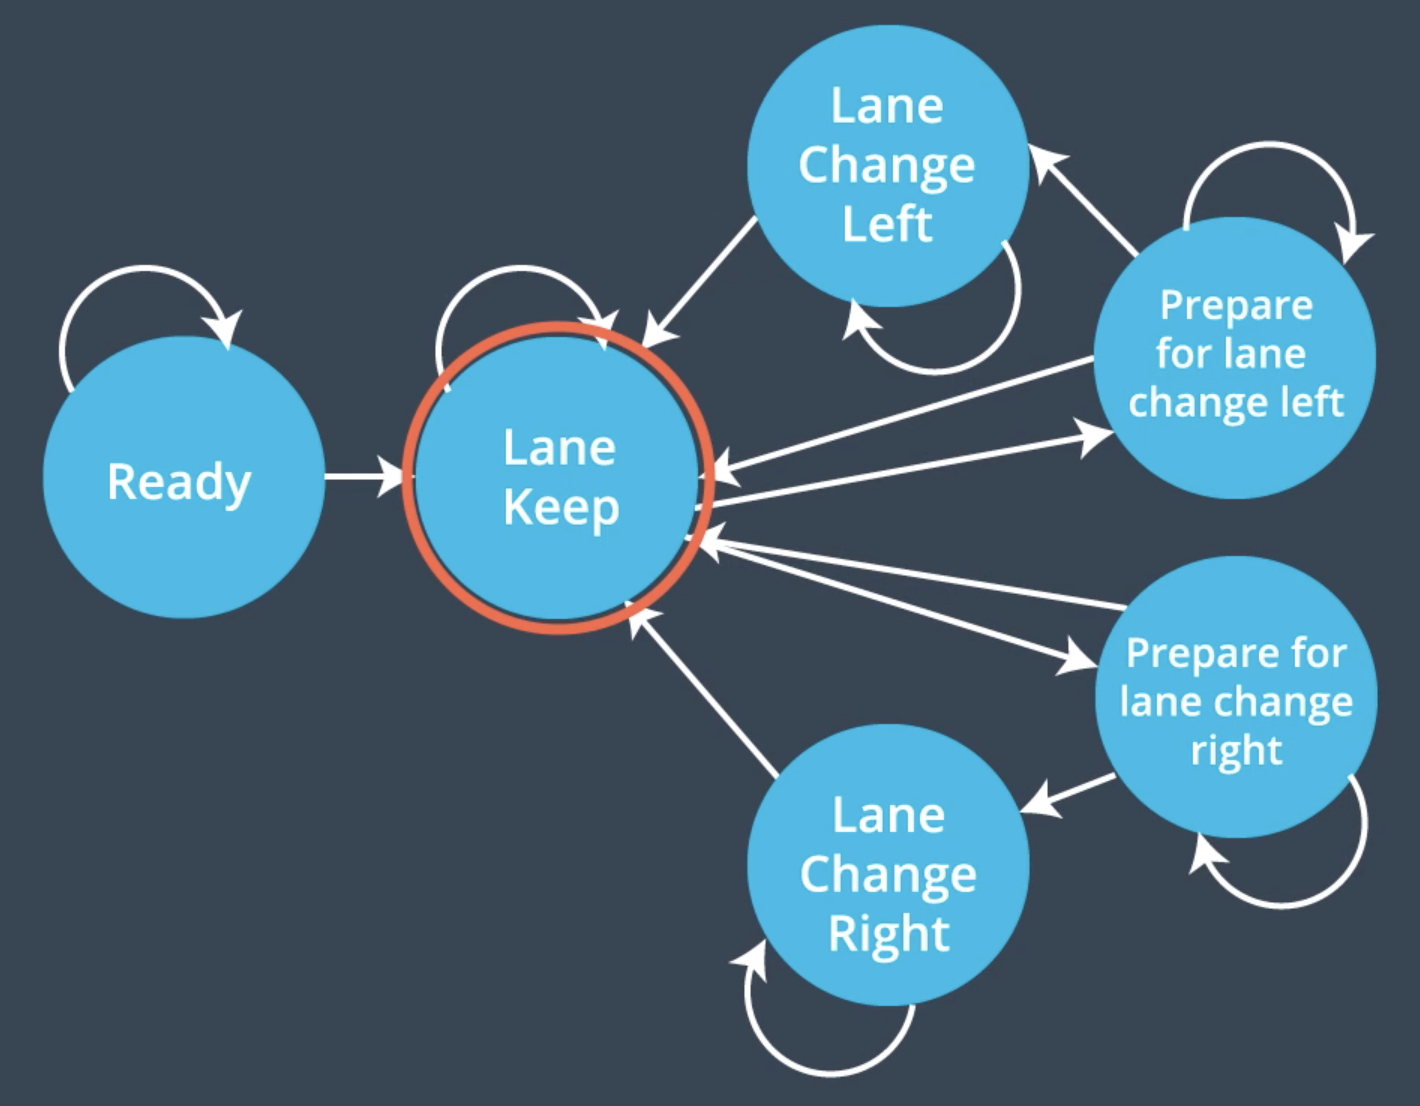 Ready
Lane
Keep
Lane
Change
Left
Prepare
for lane
change left
Prepare for
lane change
right
Lane
Change
Right